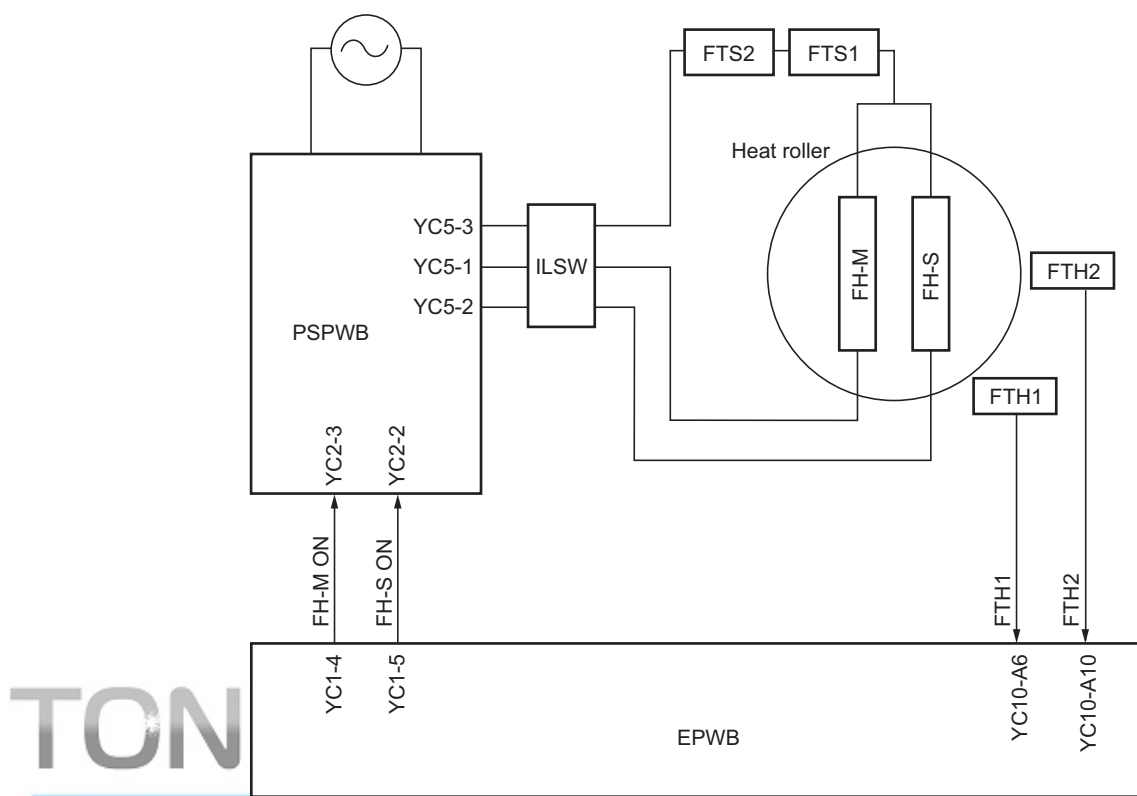 FTS2
FTS1
Heat roller
YC5-3
YC5-1
YC5-2
ILSW
FH-M
FH-S
FTH2
PSPWB
FTH1
YC2-3
YC2-2
FH-M ON
FH-S ON
FTH1
FTH2
YC1-4
YC1-5
YC10-A6
YC10-A10
EPWB
TON